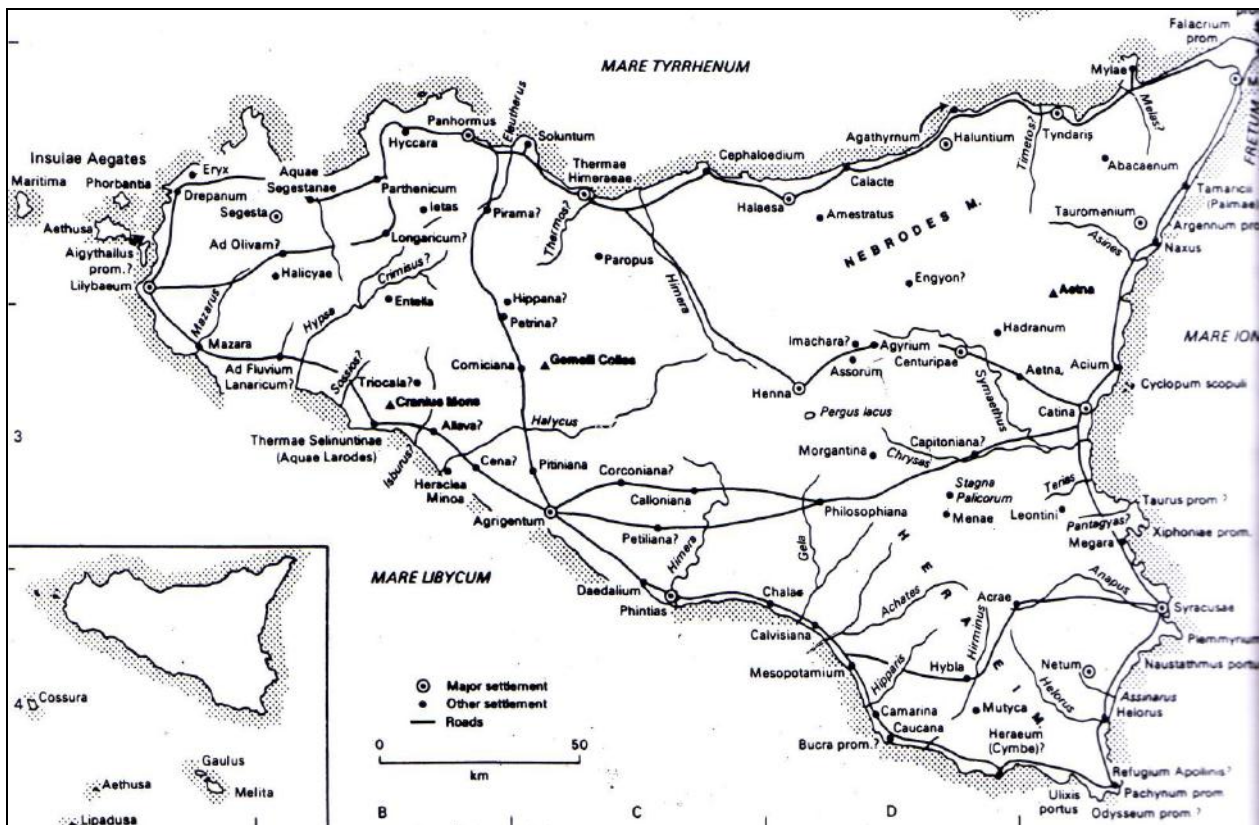 Falacrium
prom.
MARE TYRRHENUM
Mylae
Melas?
Eleutherus
Panhormus
Soluntum
Agathyrnum
Haluntium
Timetos?
Tyndaris
FRETUM
Hyccara
Insulae Aegates
Maritima
Phorbantia
Eryx
Aquae
Segestanae
Parthenicum
Thermae
Himeraeae
Cephaloedium
Abacaenum
Drepanum
Ietas
Pirama?
Thermos?
Halaesa
Calacte
Amestratus
Tamaricii
(Palmae)
Segesta
Aethusa
Aigythallus
prom.?
Ad Olivam?
Longaricum?
Paropus
NEBRODES M.
Tauromenium
Argennum pro
Asines
Naxus
Lilybaeum
Halicyae
Crimisus?
Himera
Engyon?
Aetna
Mazarus
Hypsa
Entella
Hippana?
Petrina?
Hadranum
MARE ION
Mazara
Ad Fluvium
Lanaricum?
Sossios?
Triocala?
Comiciana
Gemelli Colles
Imachara?
Agyrium
Assorum
Centuripae
Aetna
Acium
Cyclopum scopuli
Henna
Symaethus
Cranius Mons
Pergus lacus
Catina
3
Thermae Selinuntinae
(Aquae Larodes)
Allava?
Halycus
Isburus?
Heraclea
Minoa
Cena?
Pitiniana
Corconiana?
Calloniana
Morgantina
Chrysas
Capitoniana?
Stagna
Palicorum
Menae
Leontini
Terias
Taurus prom.?
Pantagyas?
Xiphoniae prom.
Agrigentum
Petiliana?
Philosophiana
Megara
MARE LIBYCUM
Himera
Gela
HERAEI M.
Daedalium
Phintias
Chalae
Calvisiana
Achates
Acrae
Anapus
Syracusae
Plemmyrium
Mesopotamium
Hipparis
Hybla
Hirminus
Netum
Naustathmus portu
Helorus
Assinarus
Helorus
Cossura
4
Major settlement
Other settlement
Roads
0
50
km
Camarina
Caucana
Bucra prom.?
Mutyca
Heraeum
(Cymbe)?
Gaulus
Melita
Aethusa
Lipadusa
Ulixis
portus
Refugium Apolinis?
Pachynum prom
Odysseum prom.?
B
C
D